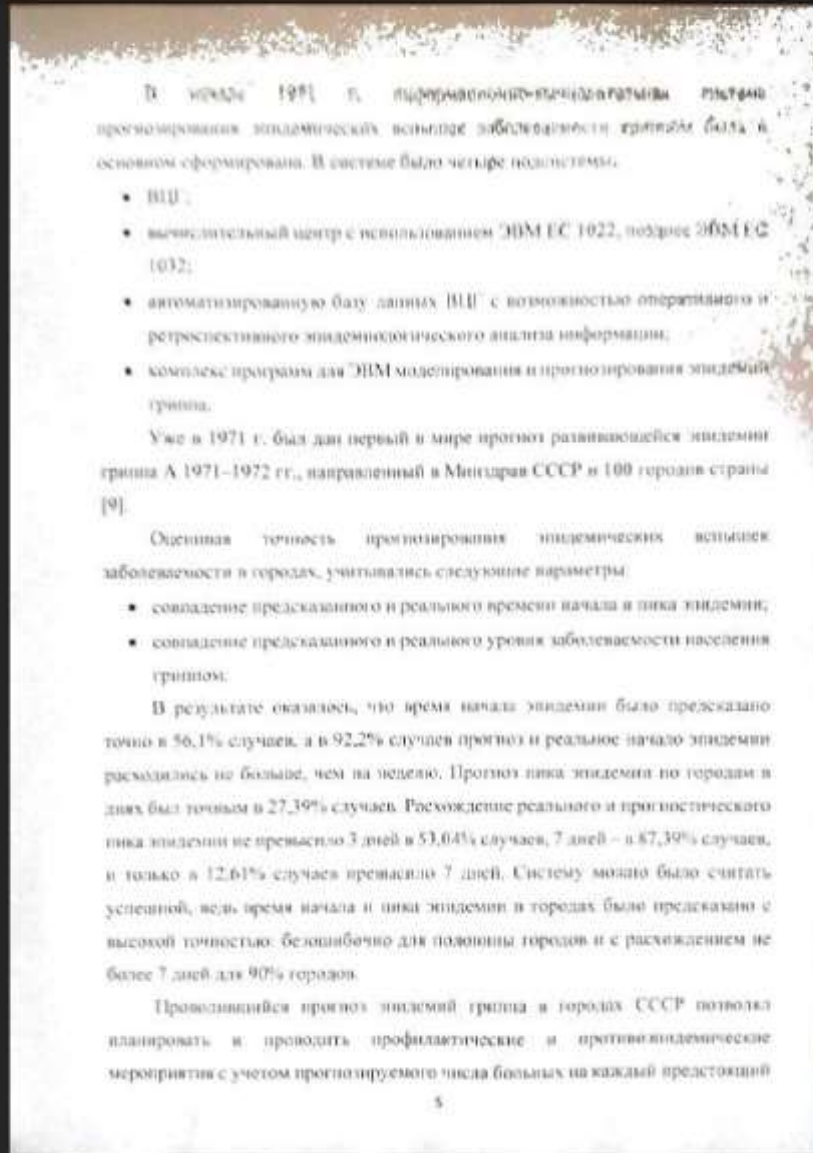 В 1971 г. информационно-вычислительная система
прогнозирования эпидемических вспышек заболеваемости гриппом была в
основном сформирована. В системе было четыре подсистемы:
• ВЦГ;
• вычислительный центр с использованием ЭВМ ЕС 1022, позднее ЭВМ ЕС
1032;
• автоматизированную базу данных ВЦГ с возможностью оперативного и
ретроспективного эпидемиологического анализа информации;
• комплекс программ для ЭВМ моделирования и прогнозирования эпидемий
гриппа.
Уже в 1971 г. был дан первый в мире прогноз развивающейся эпидемии
гриппа А 1971–1972 гг., направленный в Минздрав СССР и 100 городов страны
[9].
Оценивая точность прогнозирования эпидемических вспышек
заболеваемости в городах, учитывались следующие параметры:
• совпадение предсказанного и реального времени начала и пика эпидемии;
• совпадение предсказанного и реального уровня заболеваемости населения
гриппом.
В результате оказалось, что время начала эпидемии было предсказано
точно в 56,1% случаев, а в 92,2% случаев прогноз и реальное начало эпидемии
расходились не больше, чем на неделю. Прогноз пика эпидемии по городам в
днях был точным в 27,39% случаев. Расхождение реального и прогностического
пика эпидемии не превысило 3 дней в 53,04% случаев, 7 дней – в 87,39% случаев,
и только в 12,61% случаев превысило 7 дней. Систему можно было считать
успешной, ведь время начала и пика эпидемии в городах было предсказано с
высокой точностью: безошибочно для половины городов и с расхождением не
более 7 дней для 90% городов.
Проводившийся прогноз эпидемий гриппа в городах СССР позволял
планировать и проводить профилактические и противоэпидемические
мероприятия с учетом прогнозируемого числа больных на каждый предстоящий
5